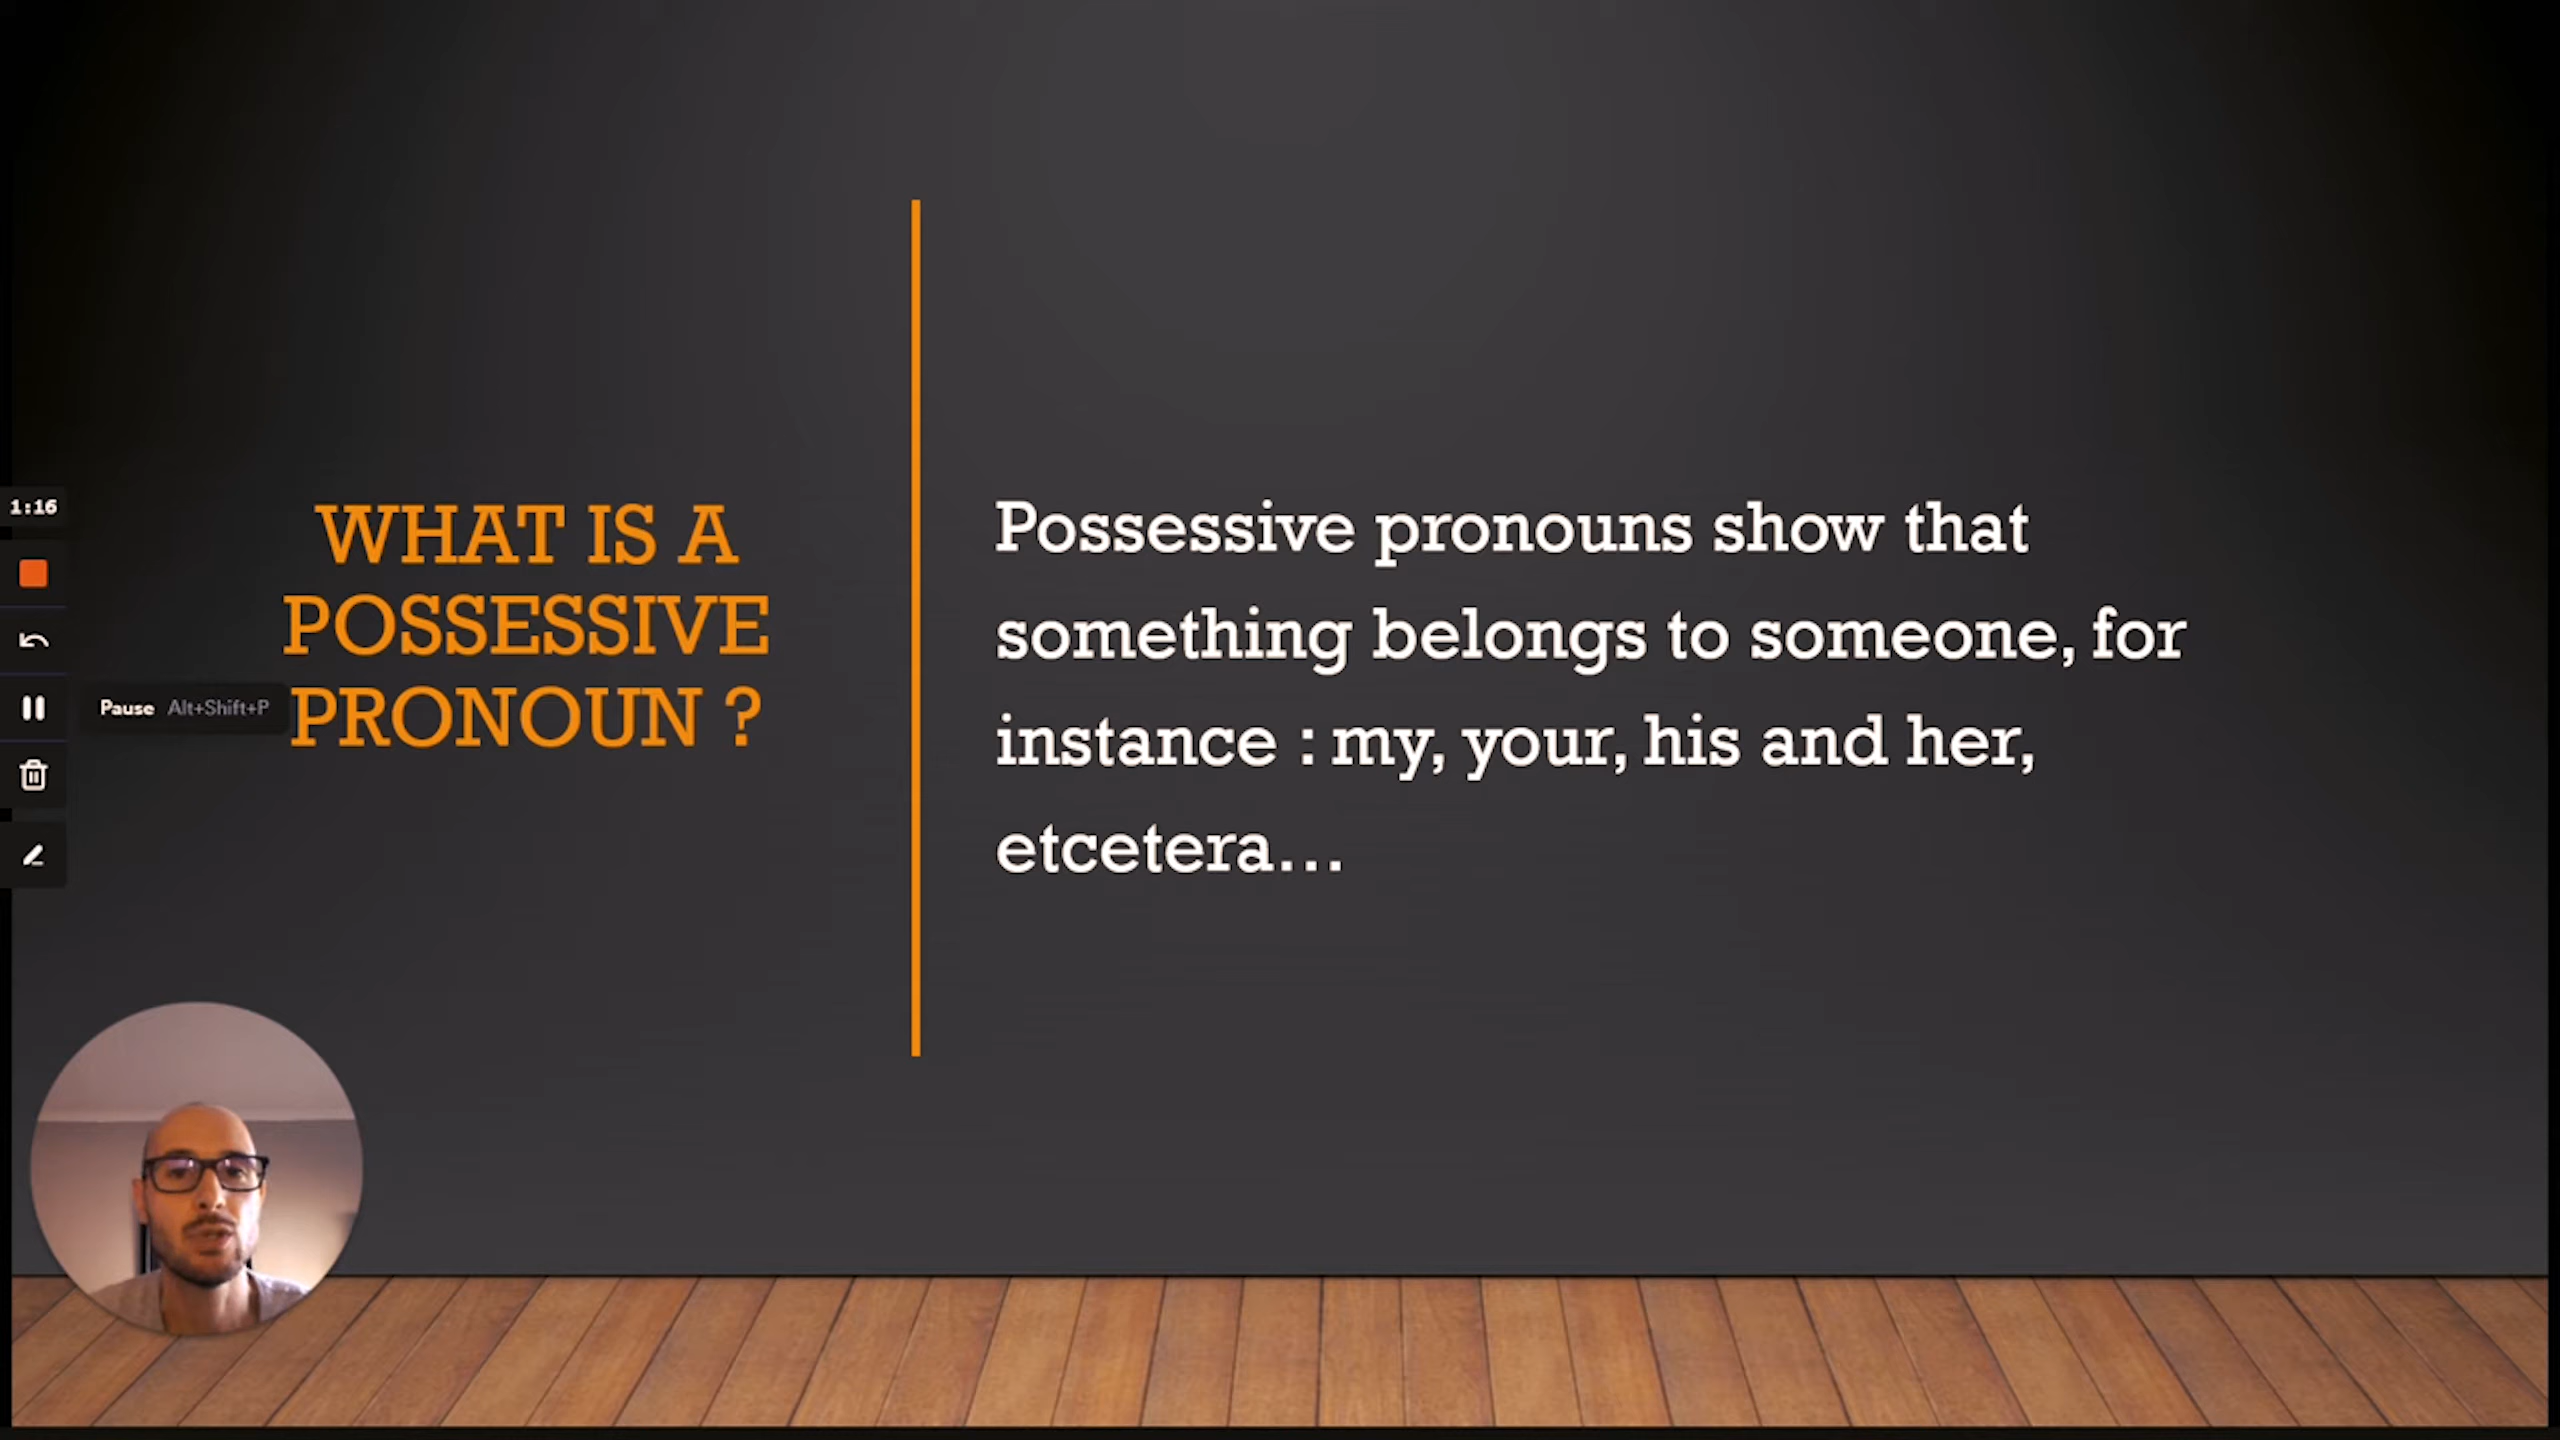 WHAT IS A
POSSESSIVE
PRONOUN ?
Possessive pronouns show that
something belongs to someone, for
instance : my, your, his and her,
etcetera...
1:16
Pause Alt+Shift+P